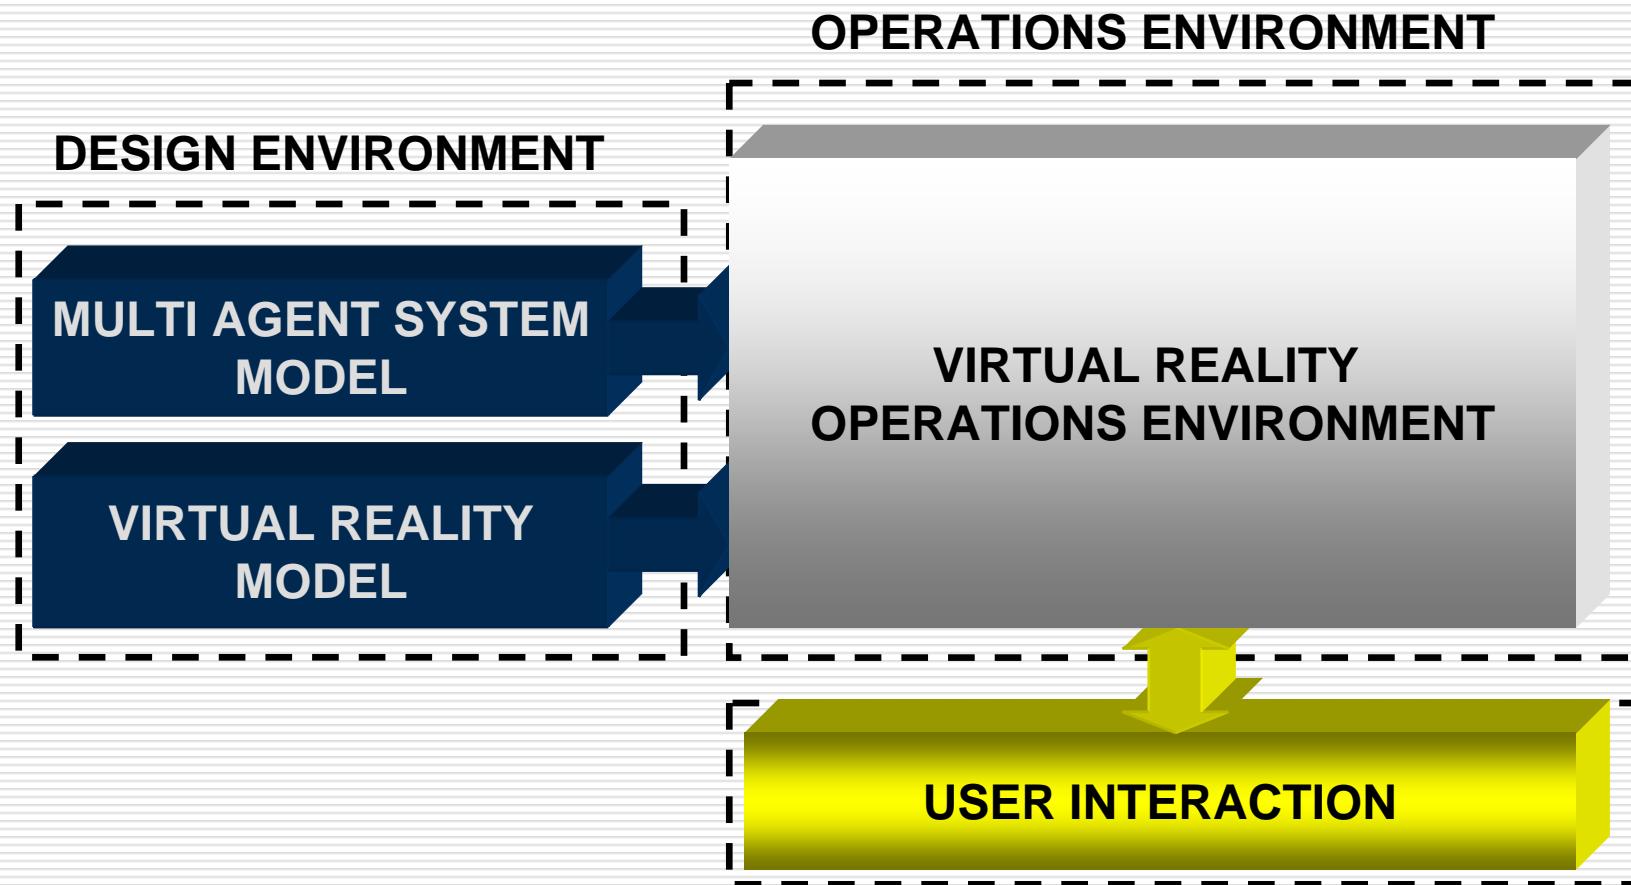 OPERATIONS ENVIRONMENT
DESIGN ENVIRONMENT
MULTI AGENT SYSTEM
MODEL
VIRTUAL REALITY
MODEL
VIRTUAL REALITY
OPERATIONS ENVIRONMENT
USER INTERACTION